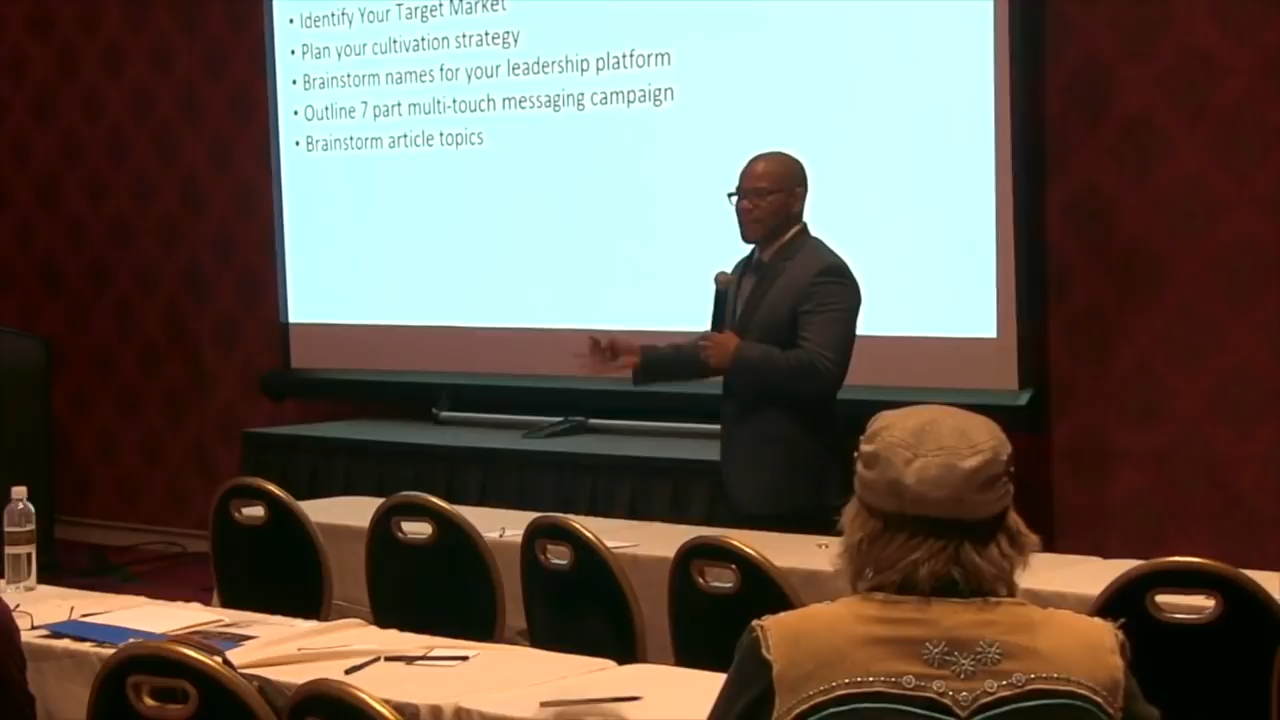 • Identify Your Target Market
• Plan your cultivation strategy
• Brainstorm names for your leadership platform
• Outline 7 part multi-touch messaging campaign
• Brainstorm article topics